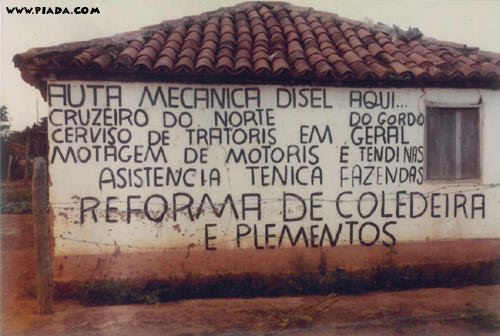 WWW.PIADA.COM
AUTA MECANICA DISEL AQUI...
CRUZEIRO DO NORTE DO GORDO
CERVISO DE TRATORIS EM GERAL
MOTAGEM DE MOTORIS E TENDI NAS
ASISTENCIA TENICA FAZENDAS
REFORMA DE COLEDEIRA
E PLEMENTOS